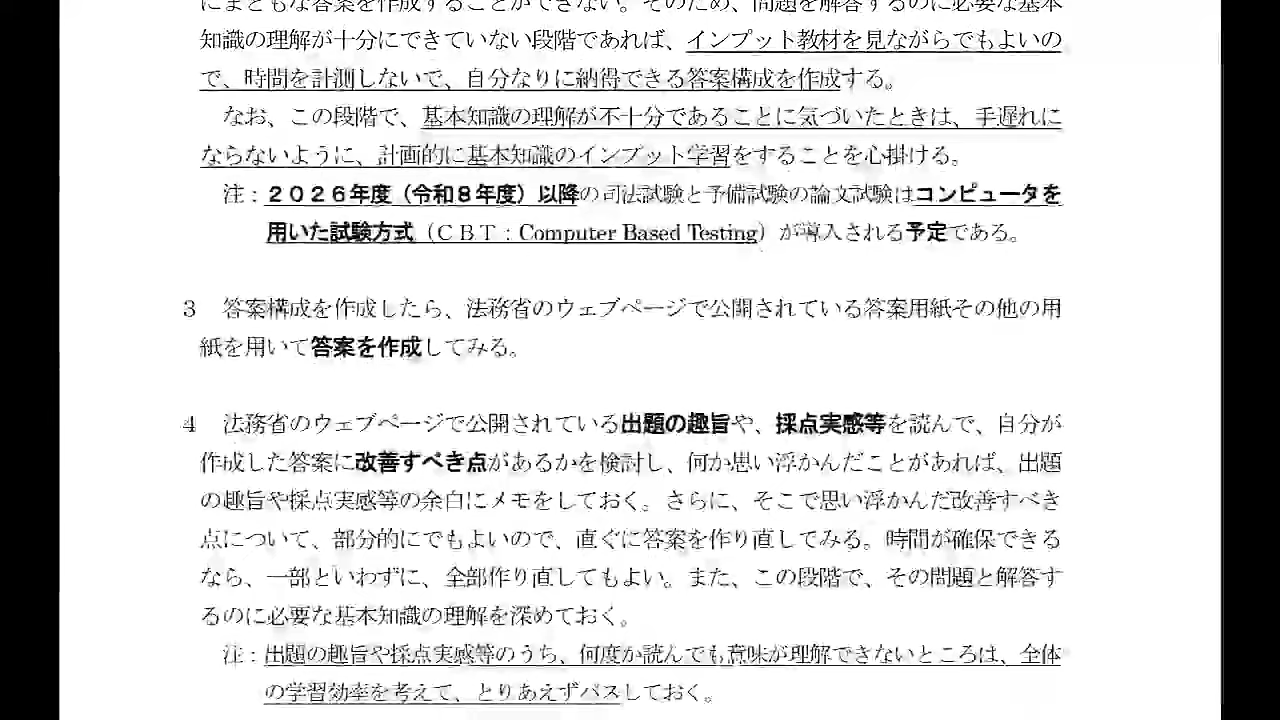 にまともな答案を作成することができない。そのため、問題を解答するのに必要な基本
知識の理解が十分にできていない段階であれば、インプット教材を見ながらでもよいの
で、時間を計測しないで、自分なりに納得できる答案構成を作成する。
なお、この段階で、基本知識の理解が不十分であることに気づいたときは、手遅れに
ならないように、計画的に基本知識のインプット学習をすることを心掛ける。
注：２０２６年度（令和８年度）以降の司法試験と予備試験の論文試験はコンピュータを
用いた試験方式（ＣＢＴ：Computer Based Testing）が導入される予定である。
3　答案構成を作成したら、法務省のウェブページで公開されている答案用紙その他の用
紙を用いて答案を作成してみる。
4　法務省のウェブページで公開されている出題の趣旨や、採点実感等を読んで、自分が
作成した答案に改善すべき点があるかを検討し、何か思い浮かんだことがあれば、出題
の趣旨や採点実感等の余白にメモをしておく。さらに、そこで思い浮かんだ改善すべき
点について、部分的にでもよいので、直ぐに答案を作り直してみる。時間が確保できる
なら、一部といわずに、全部作り直してもよい。また、この段階で、その問題と解答す
るのに必要な基本知識の理解を深めておく。
注：出題の趣旨や採点実感等のうち、何度か読んでも意味が理解できないところは、全体
の学習効率を考えて、とりあえずパスしておく。